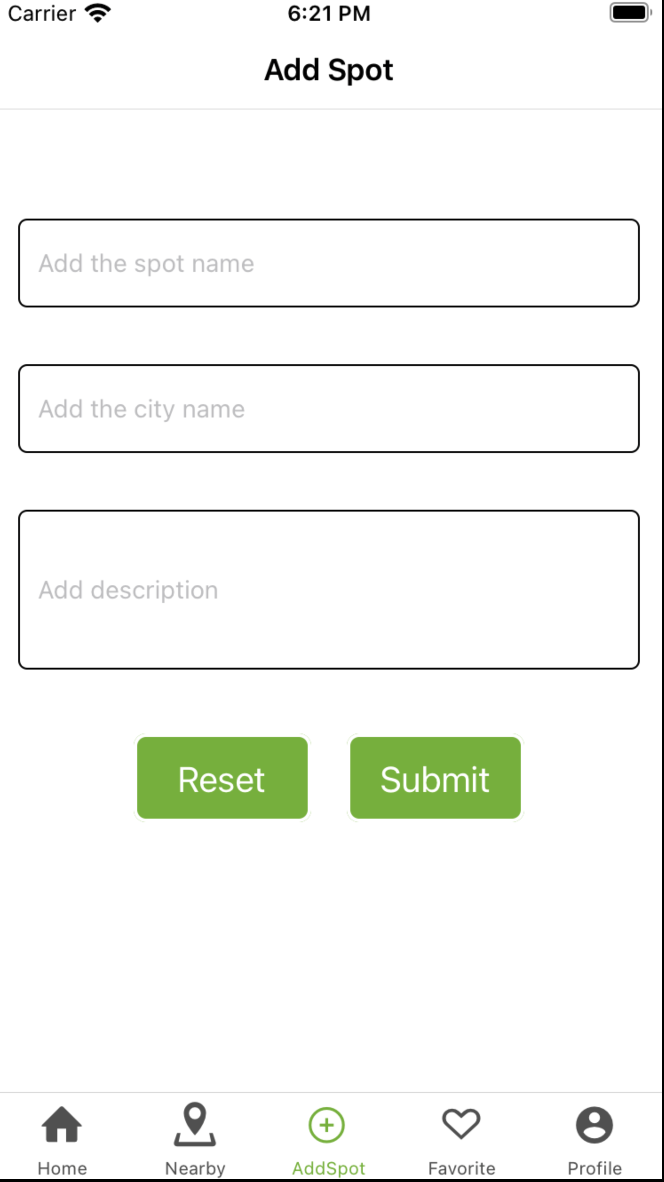 Carrier 6:21 PM
Add Spot
Add the spot name
Add the city name
Add description
Reset Submit
Home Nearby AddSpot Favorite Profile